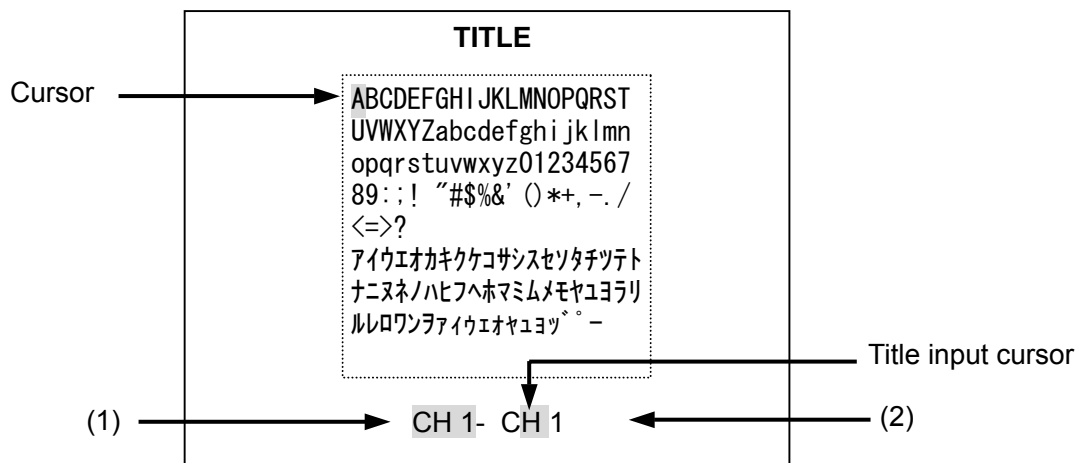 TITLE
Cursor
ABCDEFGHIJKLMNOPQRST
UVWXYZabcdefghijklmn
opqrstuvwxyz01234567
89:;! "#$%&' ()*+,-./
<=>?
アイウエオカキクケコサシスセソタチツテト
ナニヌネノハヒフヘホマミムメモヤユヨラリ
ルレロワンヲァィゥェォャュョッ゛゜ー
Title input cursor
(1)
CH 1- CH 1
(2)